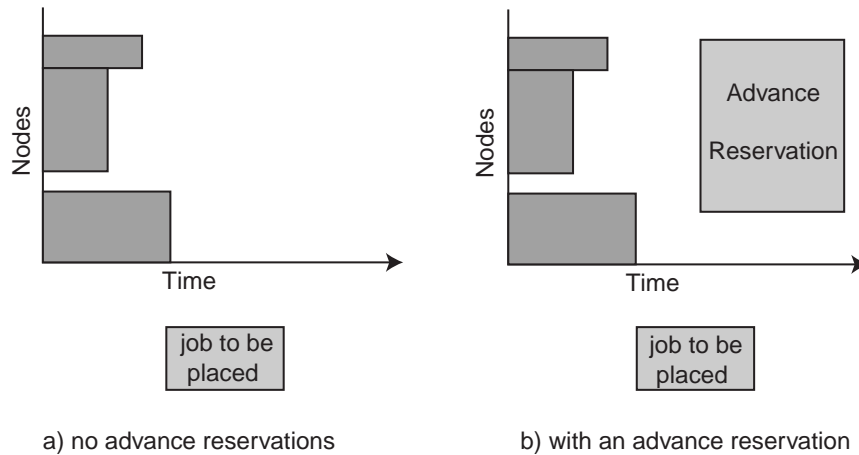 Nodes
Time
job to be
placed
a) no advance reservations
Nodes
Advance
Reservation
Time
job to be
placed
b) with an advance reservation